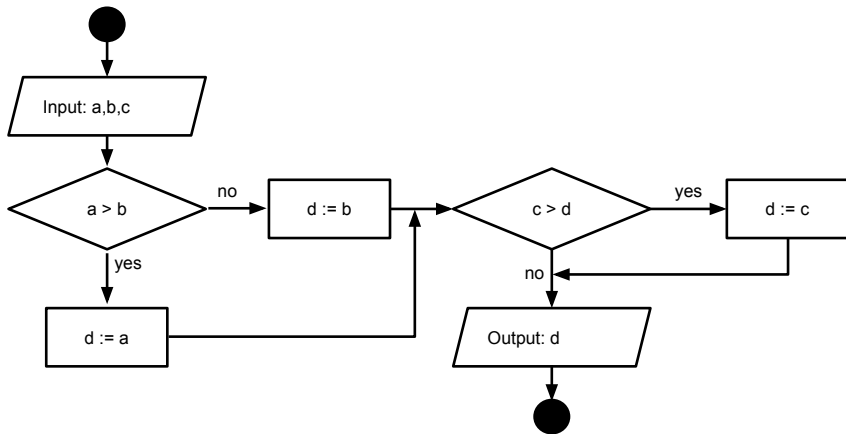 Input: a,b,c
a > b
no
d := b
c > d
yes
d := c
yes
no
d := a
Output: d